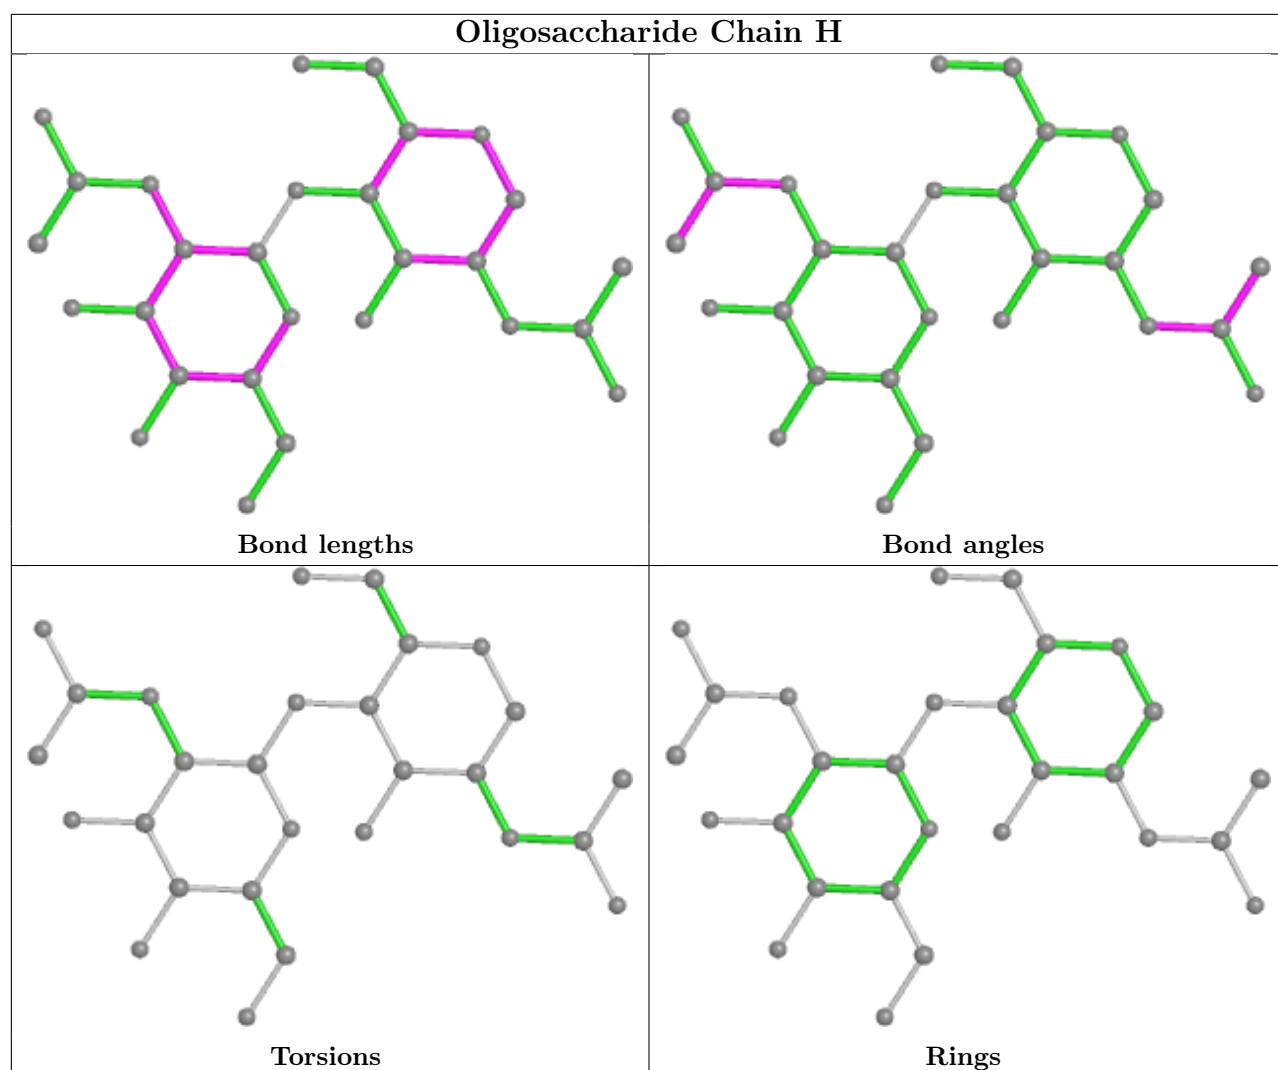 Oligosaccharide Chain H
Bond lengths
Bond angles
Torsions
Rings